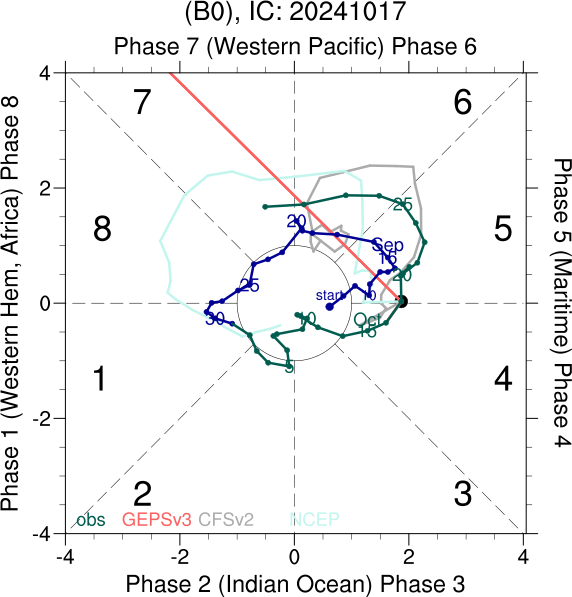 (B0), IC: 20241017
Phase 7 (Western Pacific) Phase 6
Phase 1 (Western Hem, Africa) Phase 8
Phase 5 (Maritime) Phase 4
4
7
6
2
25
20
8
5
Sep
16
20
25
start
10
0
30
10
Oct
15
5
1
4
-2
2
3
obs
GEPSv3
CFSv2
NCEP
-4
-4
-2
0
2
4
Phase 2 (Indian Ocean) Phase 3